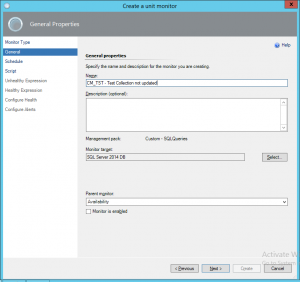 Create a unit monitor
General Properties
Monitor Type
General
Schedule
Script
Unhealthy Expression
Healthy Expression
Configure Health
Configure Alerts
Help
General properties
Specify the name and description for the monitor you are creating.
Name:
CM_TST - Test Collection not updated
Description (optional):
Management pack: Custom - SQLQueries
Monitor target:
SQL Server 2014 DB
Select...
Parent monitor:
Availability
Monitor is enabled
Activate W
< Previous
Next >
Create
Cancel